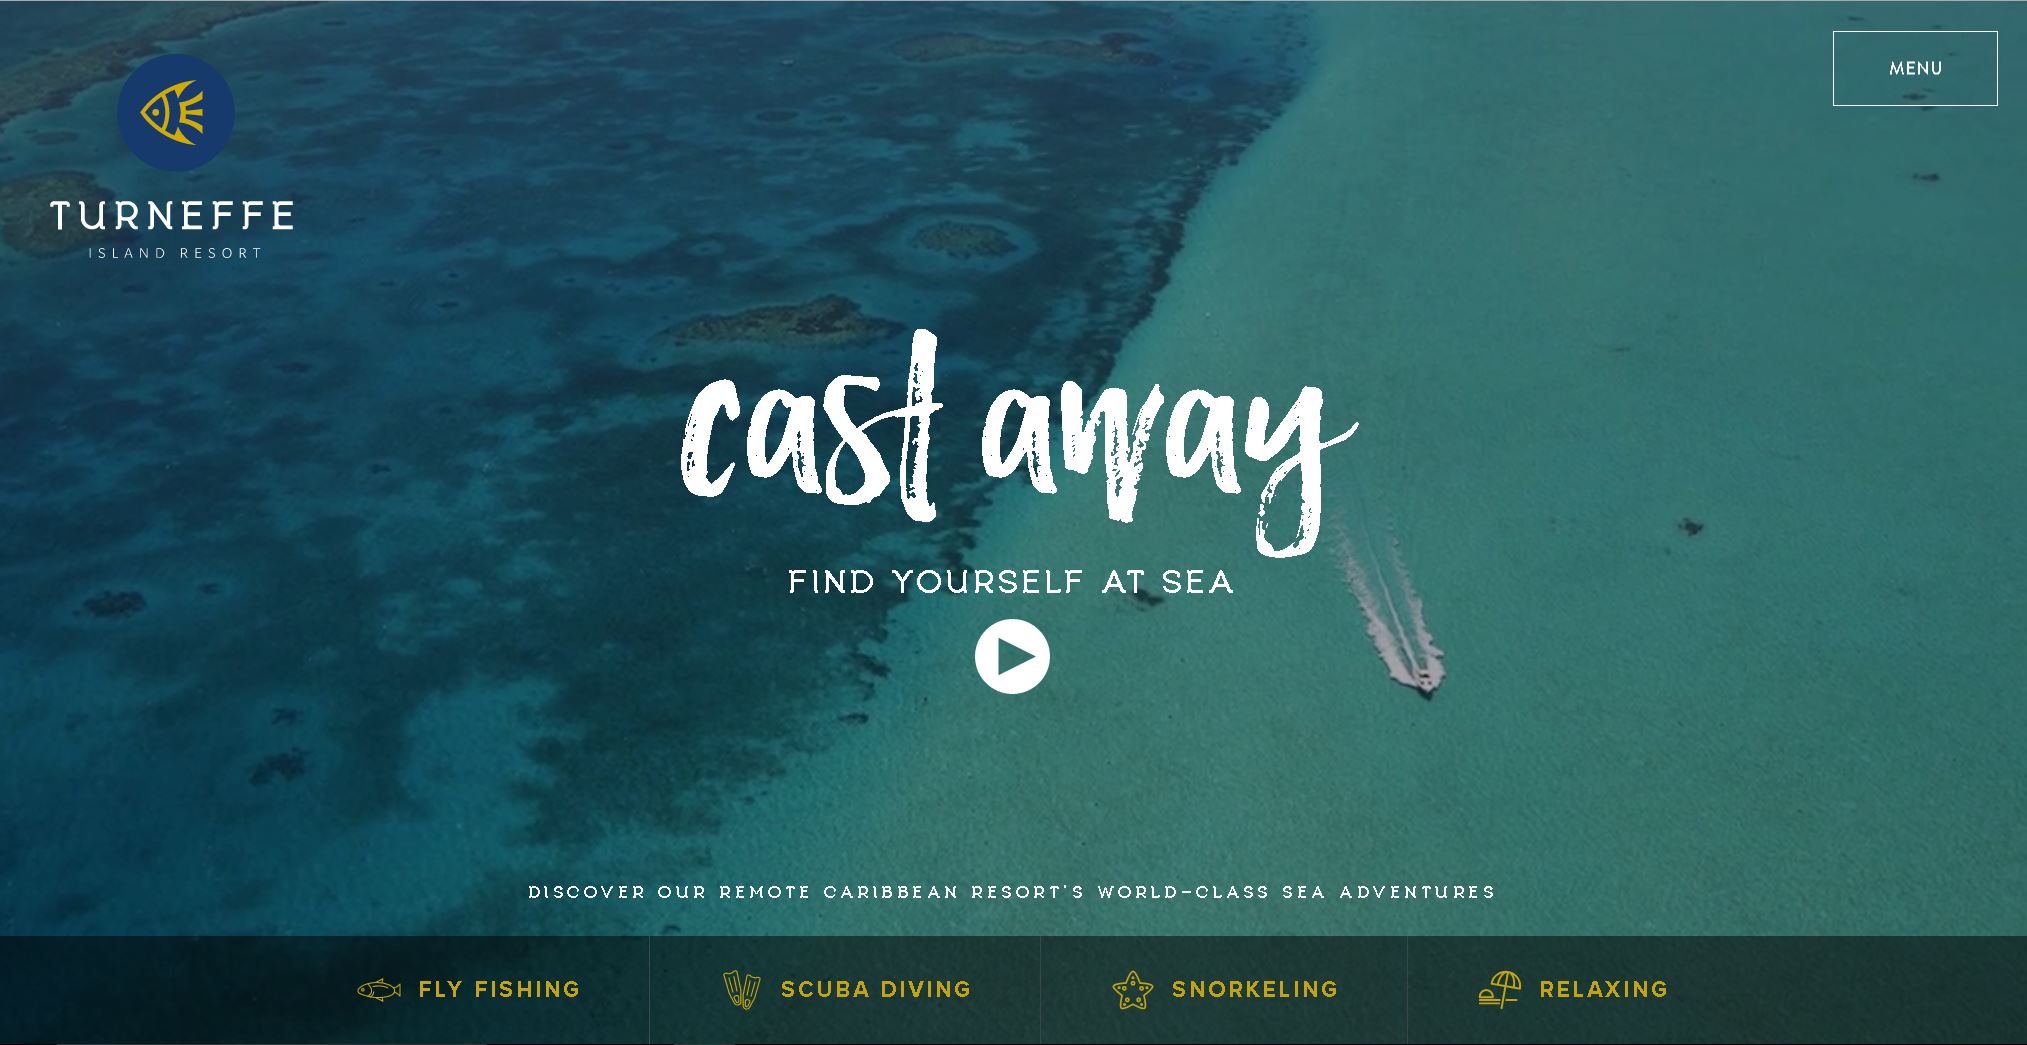 MENU
TURNEFFE
ISLAND RESORT
cast away
FIND YOURSELF AT SEA
DISCOVER OUR REMOTE CARIBBEAN RESORT'S WORLD-CLASS SEA ADVENTURES
FLY FISHING
SCUBA DIVING
SNORKELING
RELAXING